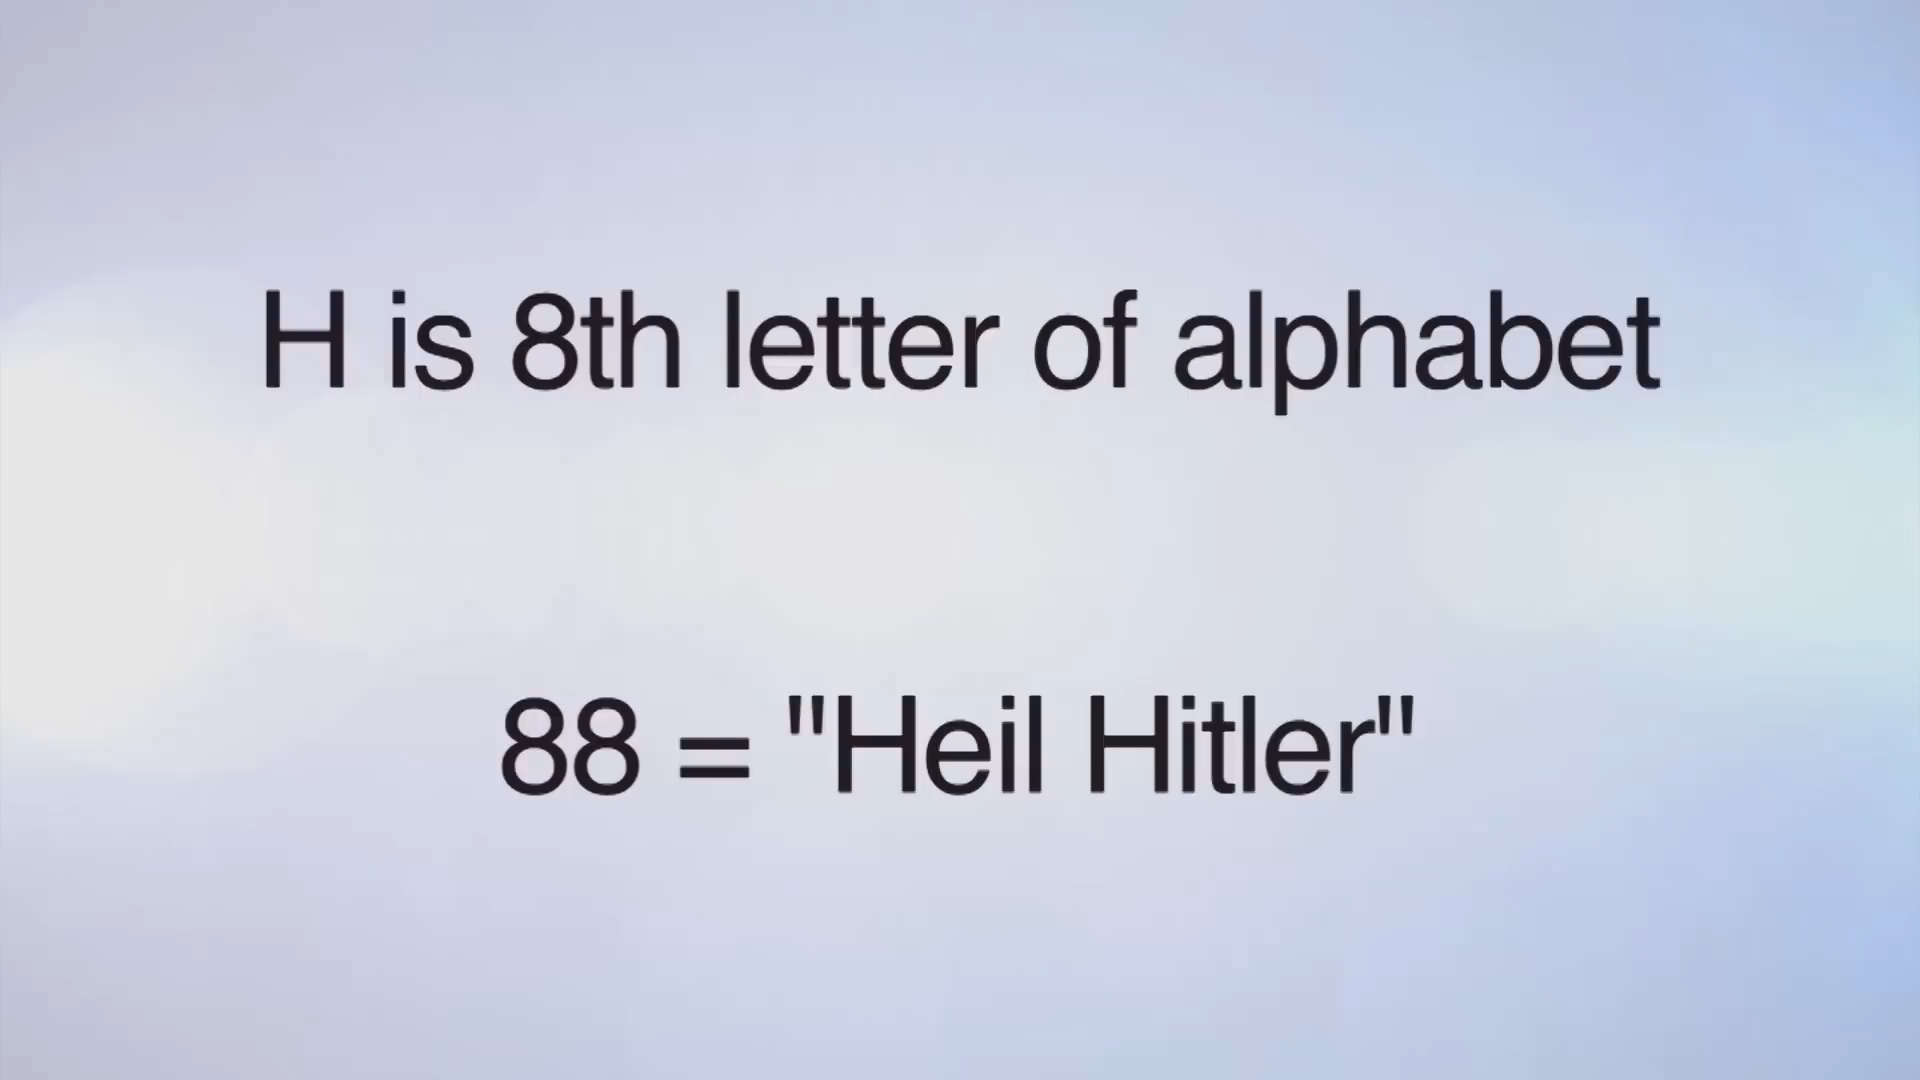 H is 8th letter of alphabet
88 = "Heil Hitler"